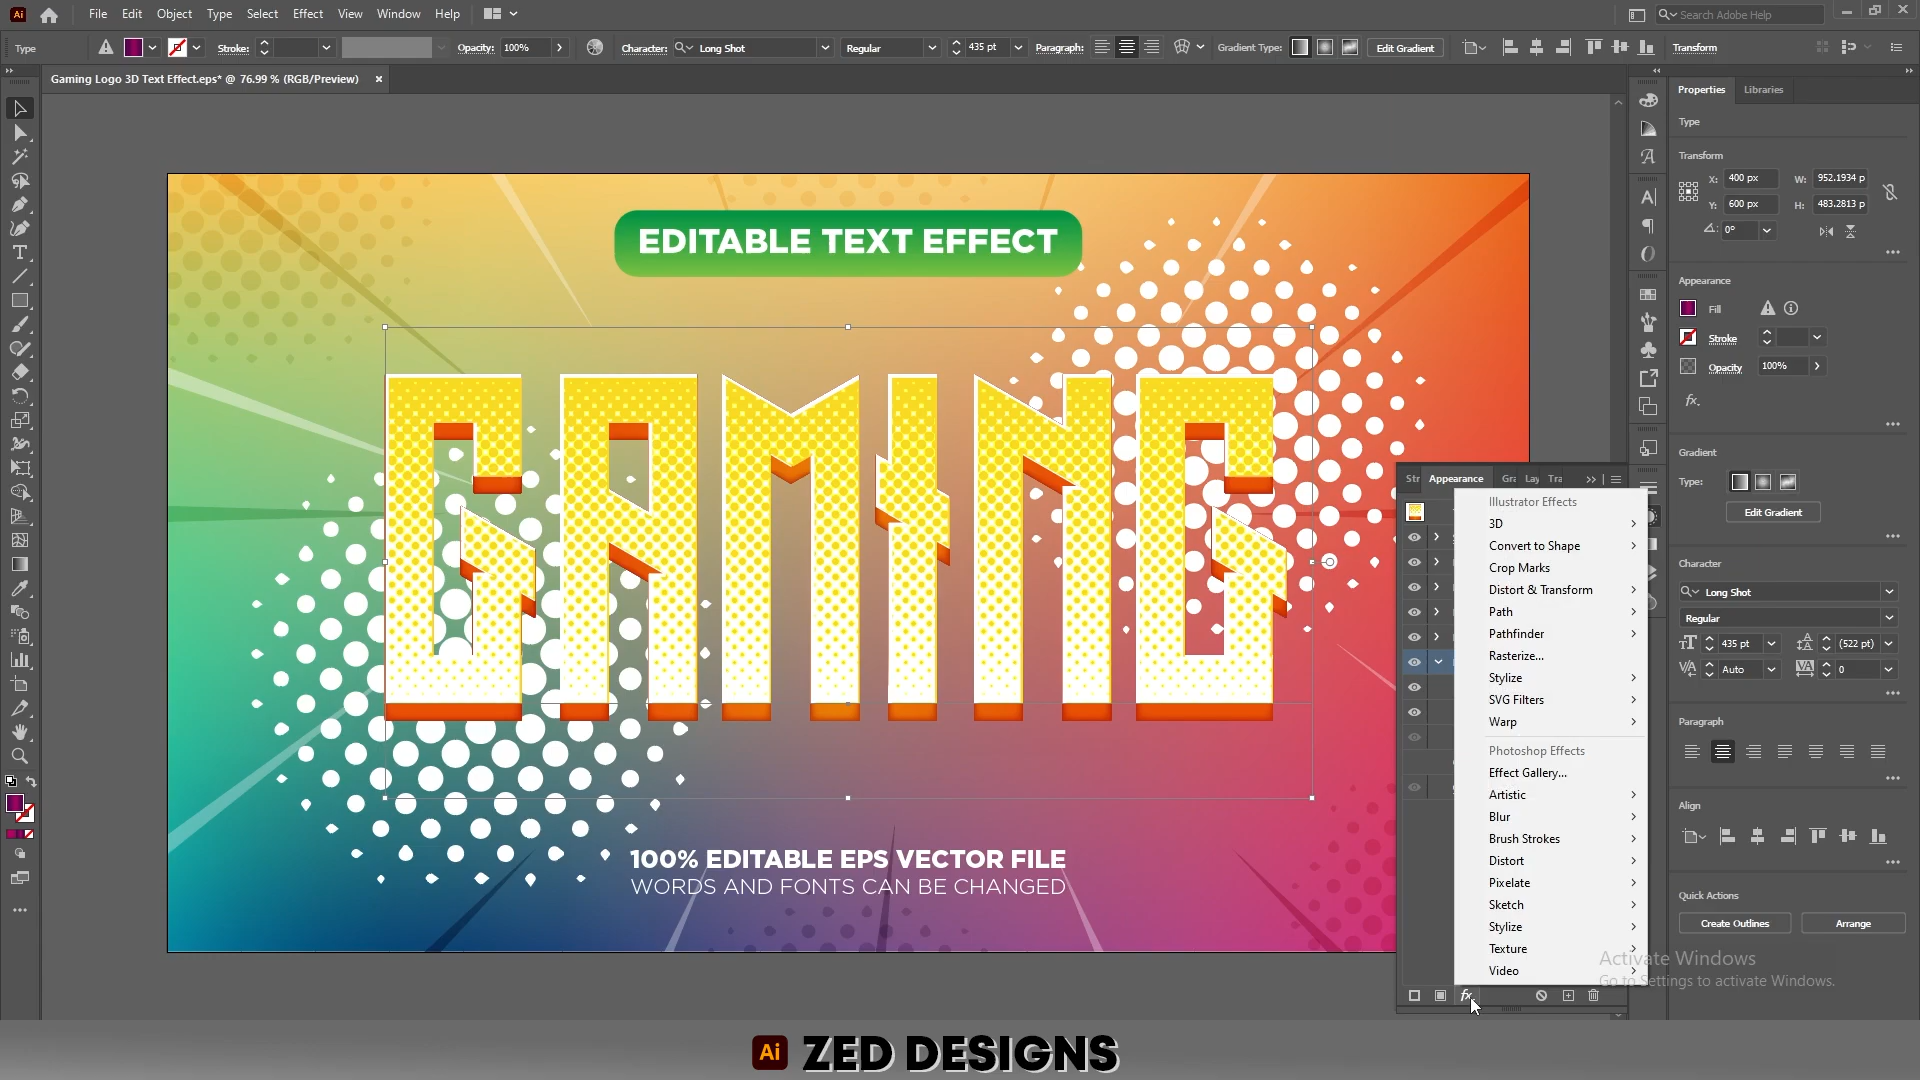 Ai File Edit Object Type Select Effect View Window Help Search Adobe Help
Type Stroke: Opacity: 100% Character: Long Shot Regular 435 pt Paragraph: Gradient Type: Edit Gradient Transform
Gaming Logo 3D Text Effect.eps* @ 76.99 % (RGB/Preview) ×
Properties Libraries
Type
Transform
X: 400 px W: 952.1934 p
Y: 600 px H: 483.2813 p
0°
Appearance
Fill
Stroke
Opacity 100%
fx.
Gradient
Type:
Edit Gradient
Character
Long Shot
Regular
435 pt (522 pt)
Auto 0
Paragraph
Align
Quick Actions
Create Outlines Arrange
EDITABLE TEXT EFFECT
GAMING
100% EDITABLE EPS VECTOR FILE
WORDS AND FONTS CAN BE CHANGED
Str Appearance Gra Lay Tra
Illustrator Effects
3D
Convert to Shape
Crop Marks
Distort & Transform
Path
Pathfinder
Rasterize...
Stylize
SVG Filters
Warp
Photoshop Effects
Effect Gallery...
Artistic
Blur
Brush Strokes
Distort
Pixelate
Sketch
Stylize
Texture
Video
fx
Activate Windows
Go to Settings to activate Windows.
Ai ZED DESIGNS